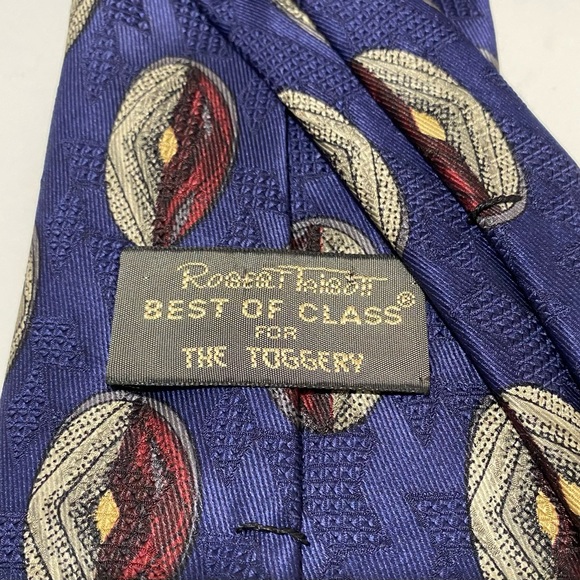 Robert Talbott
BEST OF CLASS®
FOR
THE TOGGERY